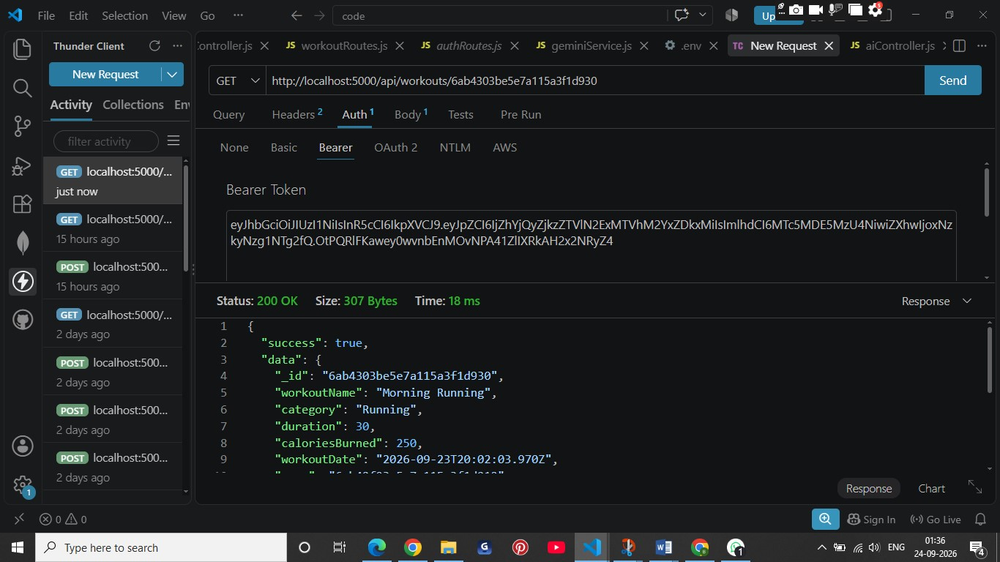 File Edit Selection View Go ··· code Up
Thunder Client
New Request
Activity Collections
filter activity
GET localhost:5000/...
just now
GET localhost:5000/...
15 hours ago
POST localhost:500...
15 hours ago
GET localhost:5000/...
2 days ago
POST localhost:500...
2 days ago
POST localhost:500...
2 days ago
POST localhost:500...
2 days ago
1
JS workoutRoutes.js JS authRoutes.js JS geminiService.js .env TC New Request JS aiController.js
GET http://localhost:5000/api/workouts/6ab4303be5e7a115a3f1d930 Send
Query Headers 2 Auth 1 Body 1 Tests Pre Run
None Basic Bearer OAuth 2 NTLM AWS
Bearer Token
Status: 200 OK Size: 307 Bytes Time: 18 ms Response
1 {
2 "success": true,
3 "data": {
4 "_id": "6ab4303be5e7a115a3f1d930",
5 "workoutName": "Morning Running",
6 "category": "Running",
7 "duration": 30,
8 "caloriesBurned": 250,
9 "workoutDate": "2026-09-23T20:02:03.970Z",
Response Chart
0 0 Sign In Go Live
Type here to search ENG 01:36
24-09-2026 4